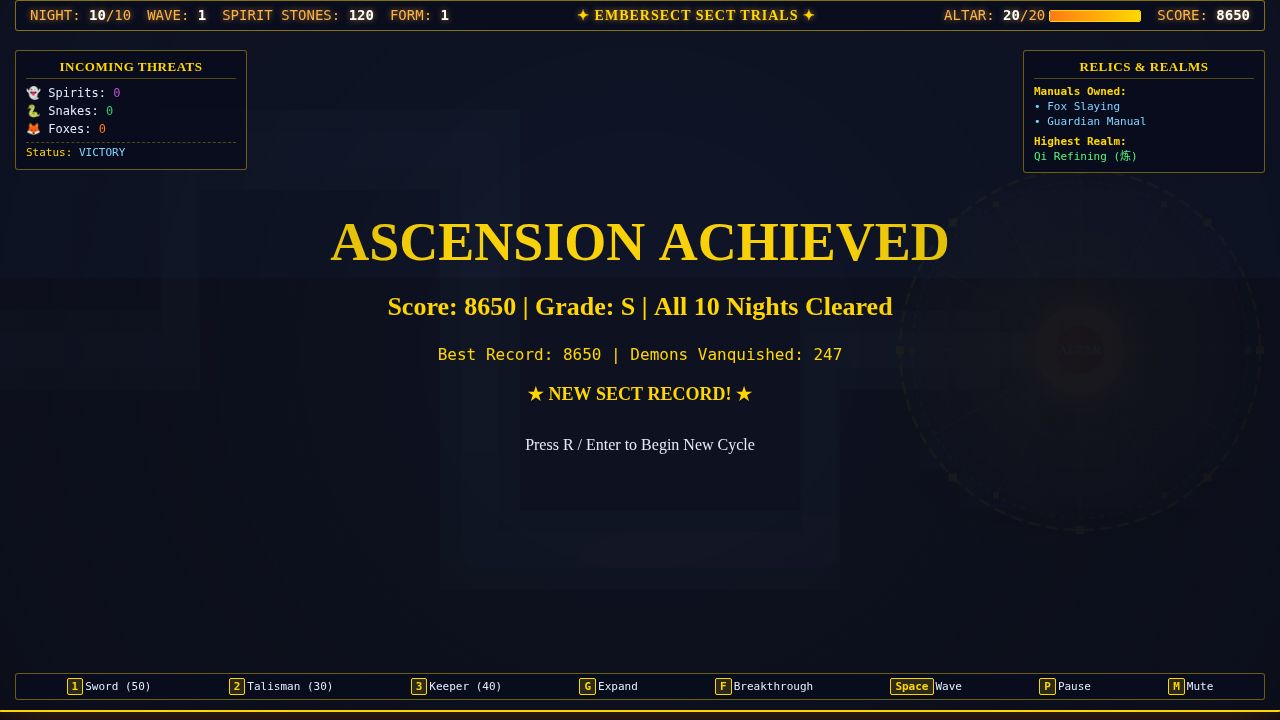 NIGHT: 10/10 WAVE: 1 SPIRIT STONES: 120 FORM: 1 ✦ EMBERSECT SECT TRIALS ✦ ALTAR: 20/20 SCORE: 8650
INCOMING THREATS
👻 Spirits: 0
🐍 Snakes: 0
🦊 Foxes: 0
Status: VICTORY
RELICS & REALMS
Manuals Owned:
• Fox Slaying
• Guardian Manual
Highest Realm:
Qi Refining (炼)
ASCENSION ACHIEVED
Score: 8650 | Grade: S | All 10 Nights Cleared
ALTAR
Best Record: 8650 | Demons Vanquished: 247
★ NEW SECT RECORD! ★
Press R / Enter to Begin New Cycle
1 Sword (50) 2 Talisman (30) 3 Keeper (40) G Expand F Breakthrough Space Wave P Pause M Mute